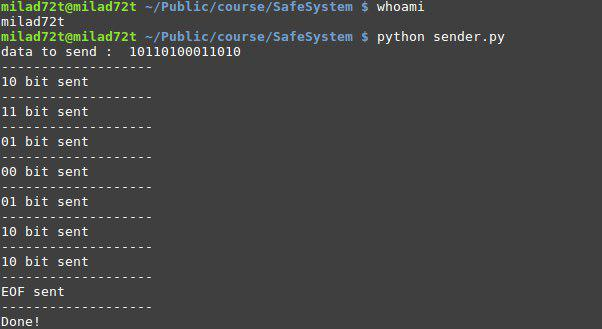 milad72t@milad72t ~/Public/course/SafeSystem $ whoami
milad72t
milad72t@milad72t ~/Public/course/SafeSystem $ python sender.py
data to send :  10110100011010
-------------------
10 bit sent
-------------------
11 bit sent
-------------------
01 bit sent
-------------------
00 bit sent
-------------------
01 bit sent
-------------------
10 bit sent
-------------------
10 bit sent
-------------------
EOF sent
-------------------
Done!